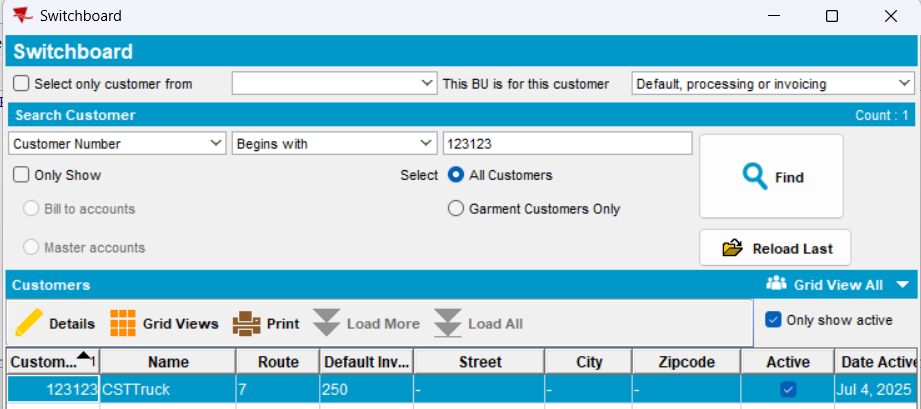 Switchboard
Switchboard
Select only customer from This BU is for this customer Default, processing or invoicing
Search Customer Count : 1
Customer Number Begins with 123123
Only Show Select All Customers Find
Bill to accounts Garment Customers Only
Master accounts Reload Last
Customers Grid View All
Details Grid Views Print Load More Load All Only show active
Custom... 1 Name Route Default Inv... Street City Zipcode Active Date Active
123123 CSTTruck 7 250 - - - Jul 4, 2025